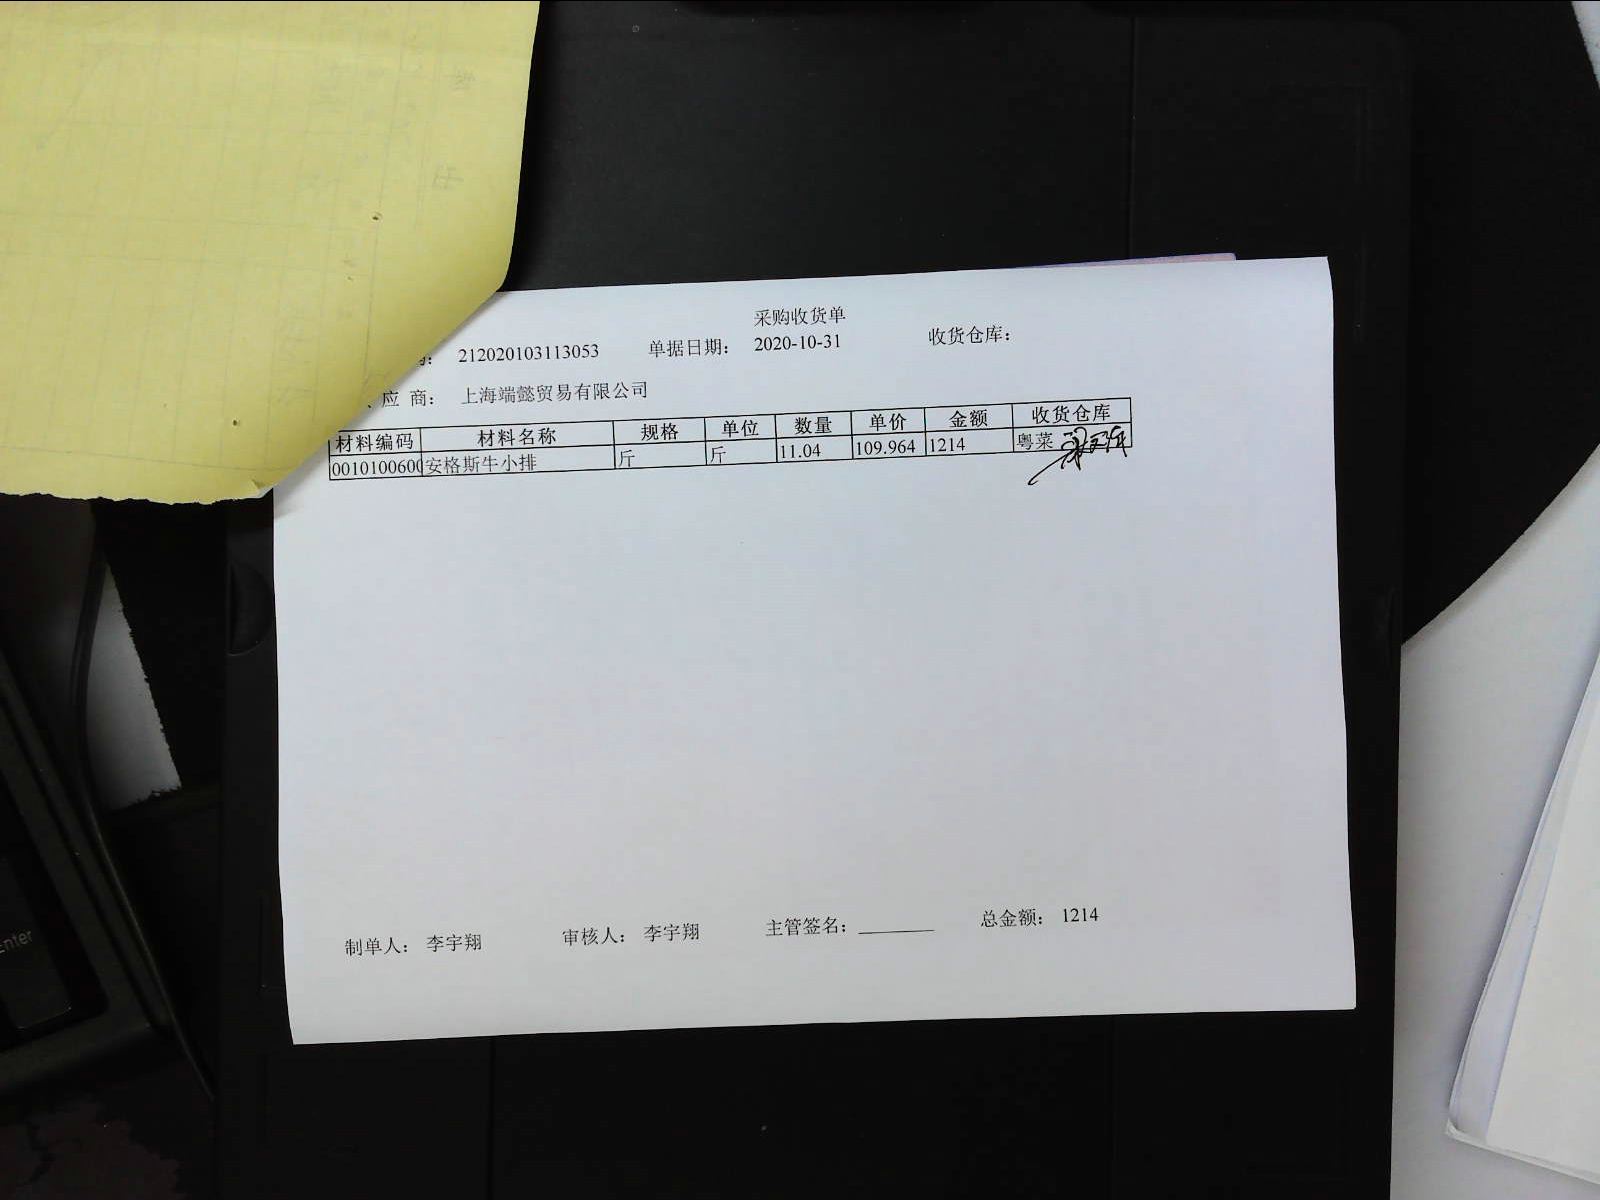 采购收货单
码： 212020103113053 单据日期： 2020-10-31 收货仓库：
应 商： 上海端懿贸易有限公司
材料编码 材料名称 规格 单位 数量 单价 金额 收货仓库
0010100600 安格斯牛小排 斤 斤 11.04 109.964 1214 粤菜
制单人： 李宇翔 审核人： 李宇翔 主管签名： 总金额： 1214
Enter